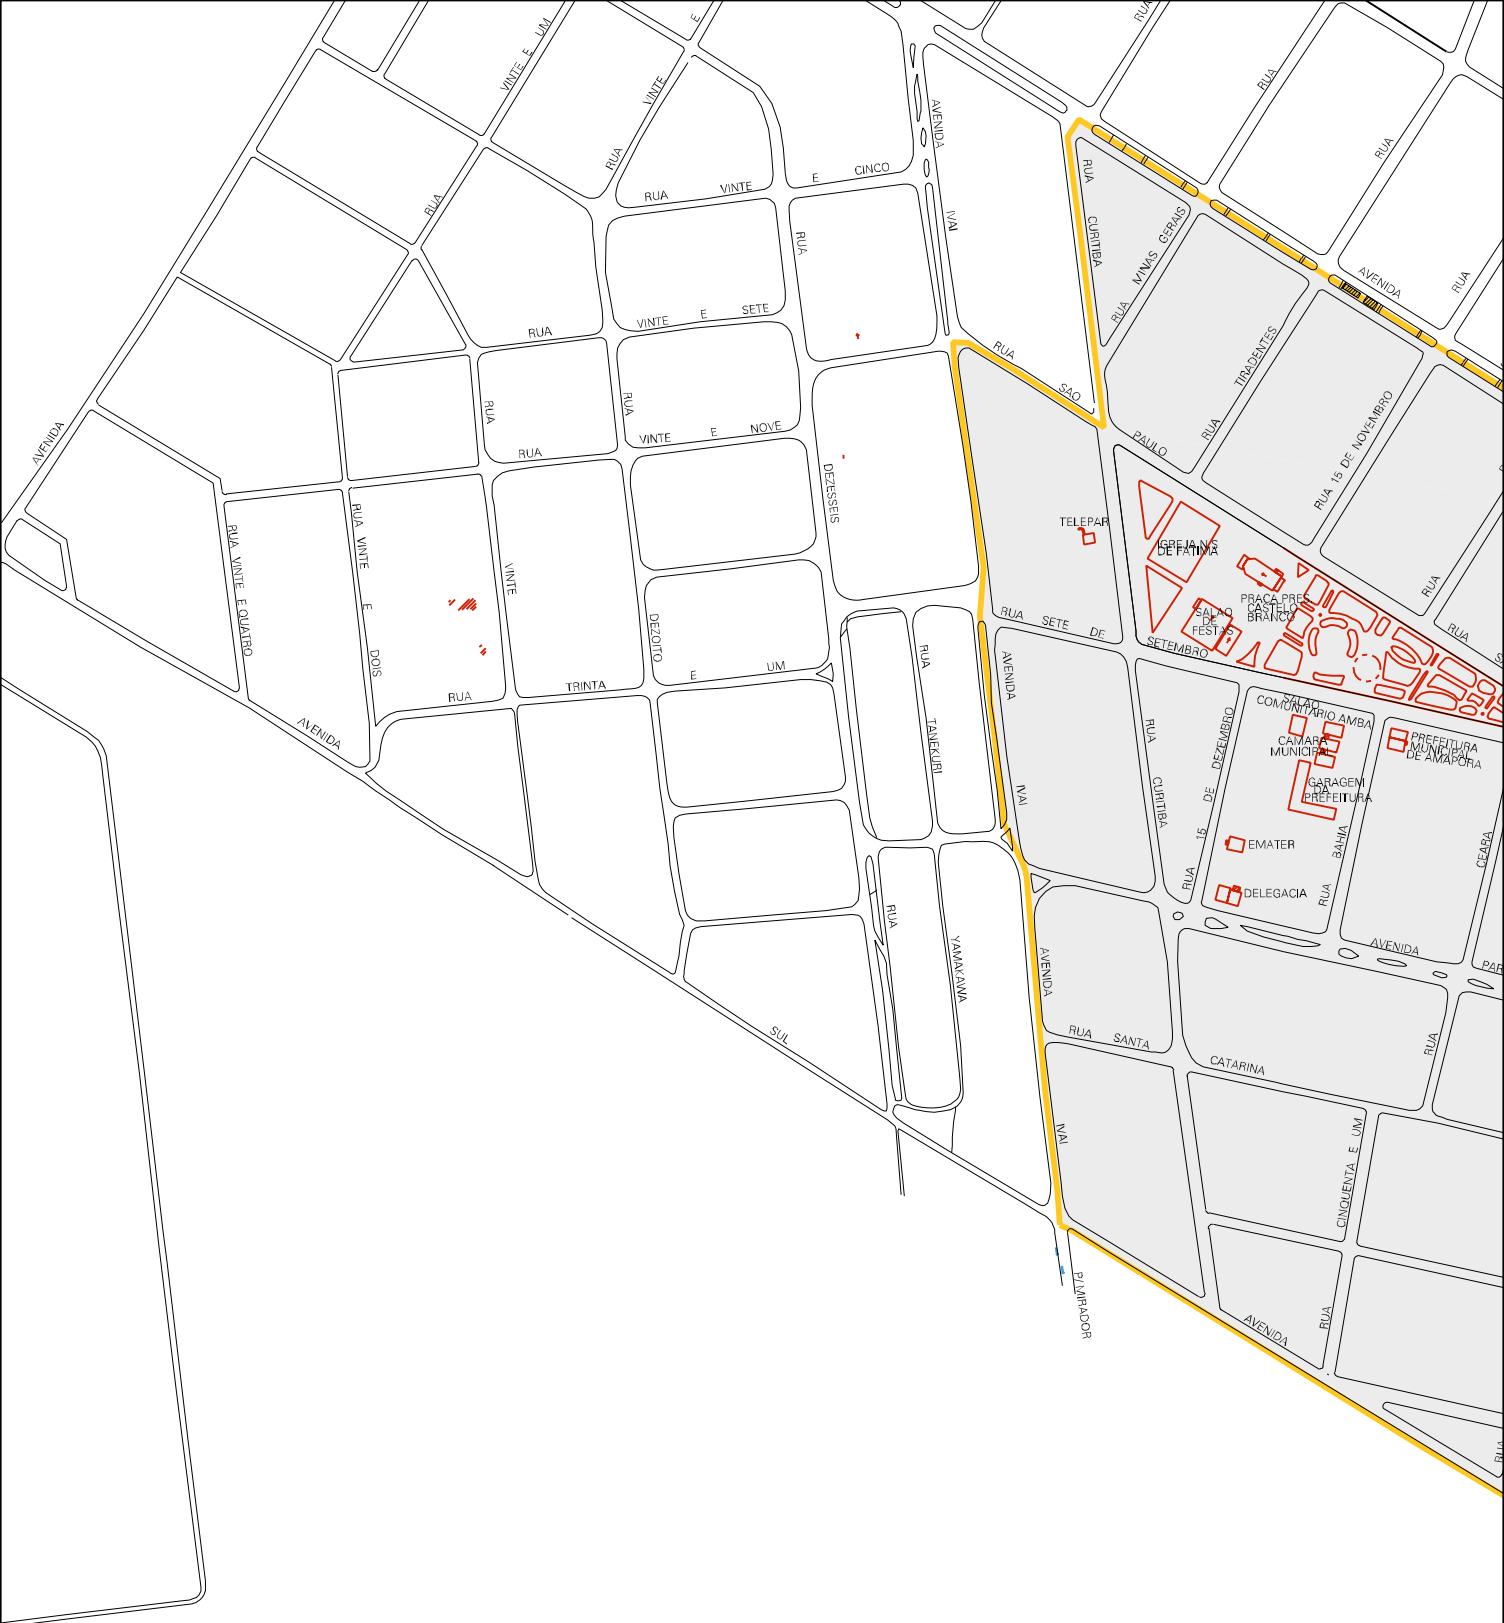 VINTE E UM
E
RUA
VINTE
RUA
RUA
RUA VINTE E CINCO
AVENIDA
IVAI
RUA
RUA
RUA
RUA
RUA
CURITIBA
RUA MINAS GERAIS
AVENIDA
RUA
RUA VINTE E SETE
RUA
SAO
PAULO
RUA
TIRADENTES
RUA 15 DE NOVEMBRO
AVENIDA
RUA
RUA
RUA VINTE E NOVE
DEZESSEIS
TELEPAR
IGREJA N.S.
DE FATIMA
PRACA PRES.
CASTELO
BRANCO
SALAO
DE
FESTAS
RUA
RUA
RUA VINTE E QUATRO
RUA VINTE E DOIS
VINTE
DEZOITO
RUA TRINTA E UM
AVENIDA
RUA
TANEKURI
RUA SETE DE
SETEMBRO
AVENIDA
IVAI
RUA
CURITIBA
RUA 15 DE DEZEMBRO
SALAO
COMUNITARIO AMBA
CAMARA
MUNICIPAL
PREFEITURA
MUNICIPAL
DE AMAPORA
GARAGEM
DA
PREFEITURA
EMATER
DELEGACIA
RUA BAHIA
CEARA
AVENIDA
PAR
RUA
YAMAKAWA
AVENIDA
IVAI
RUA SANTA
CATARINA
RUA
SUL
CINQUENTA E UM
RUA
P/ MIRADOR
AVENIDA
RUA